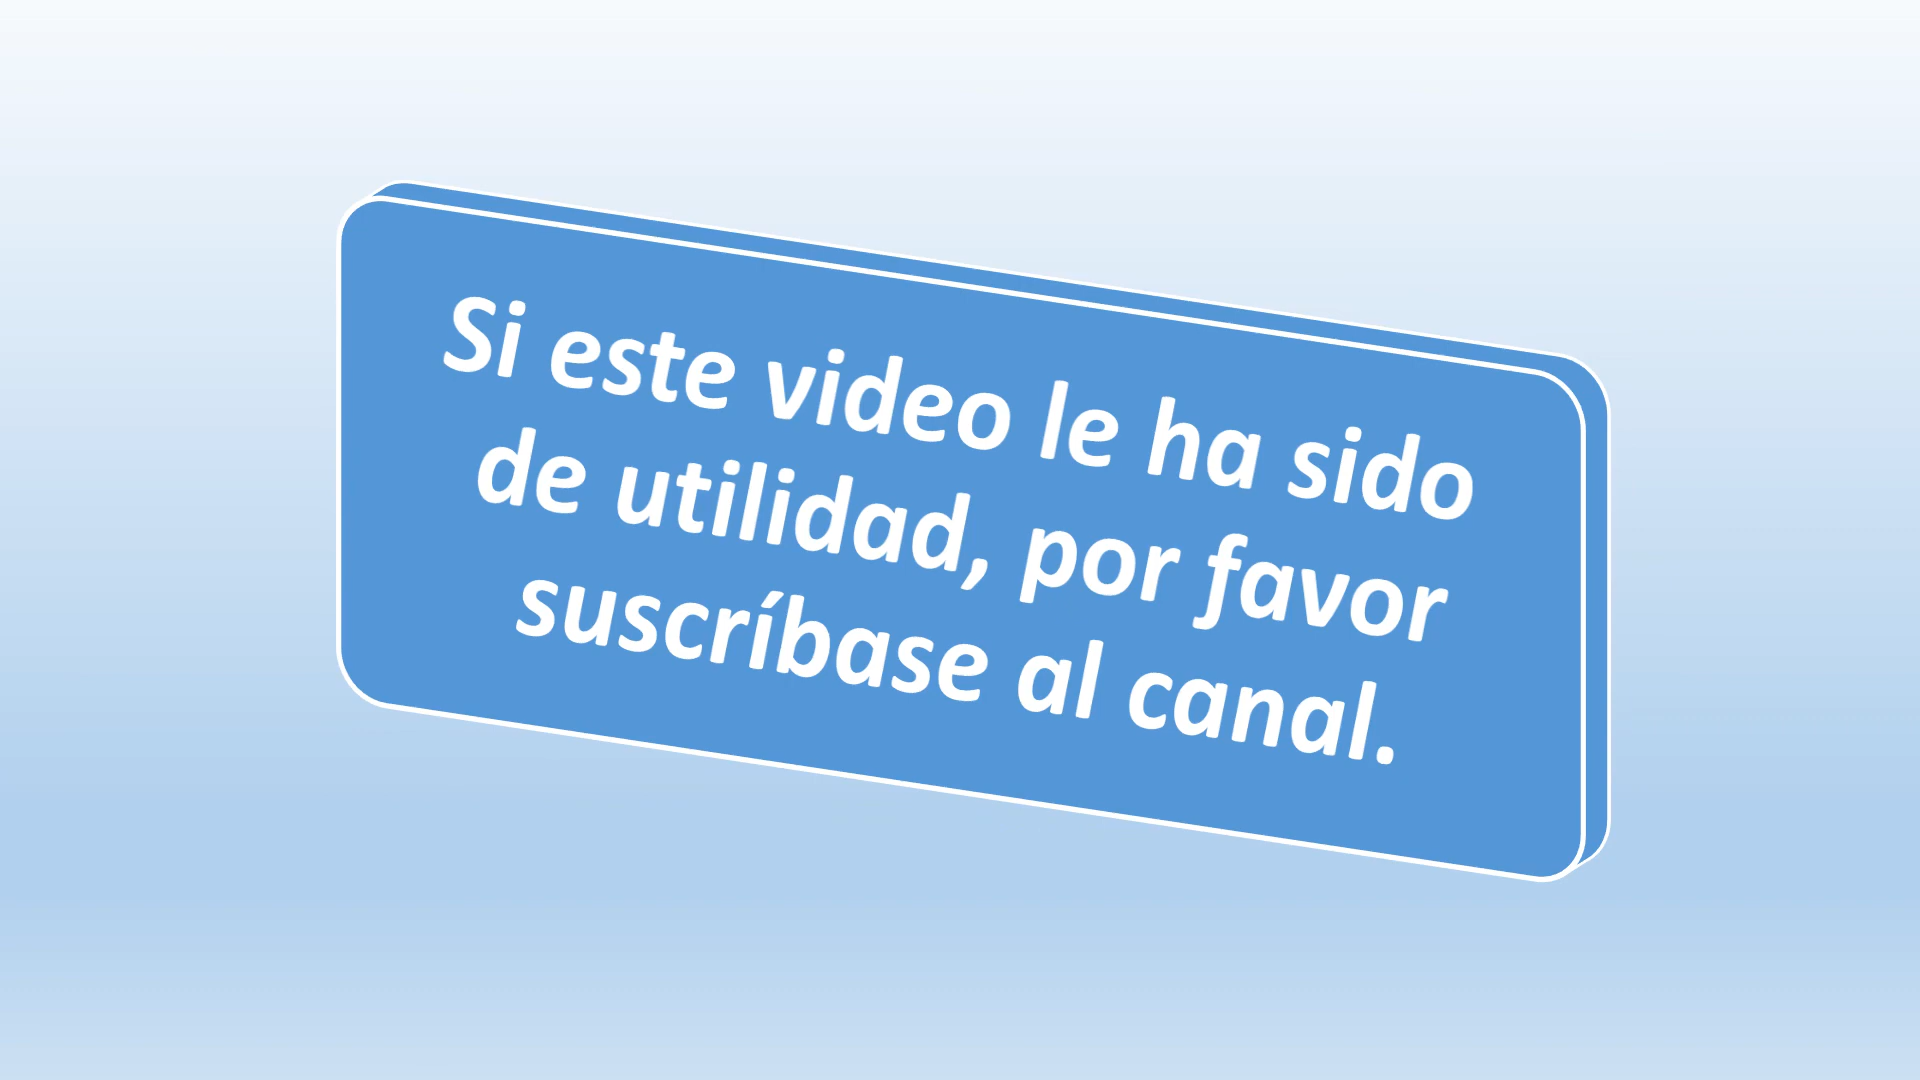 Si este video le ha sido
de utilidad, por favor
suscríbase al canal.